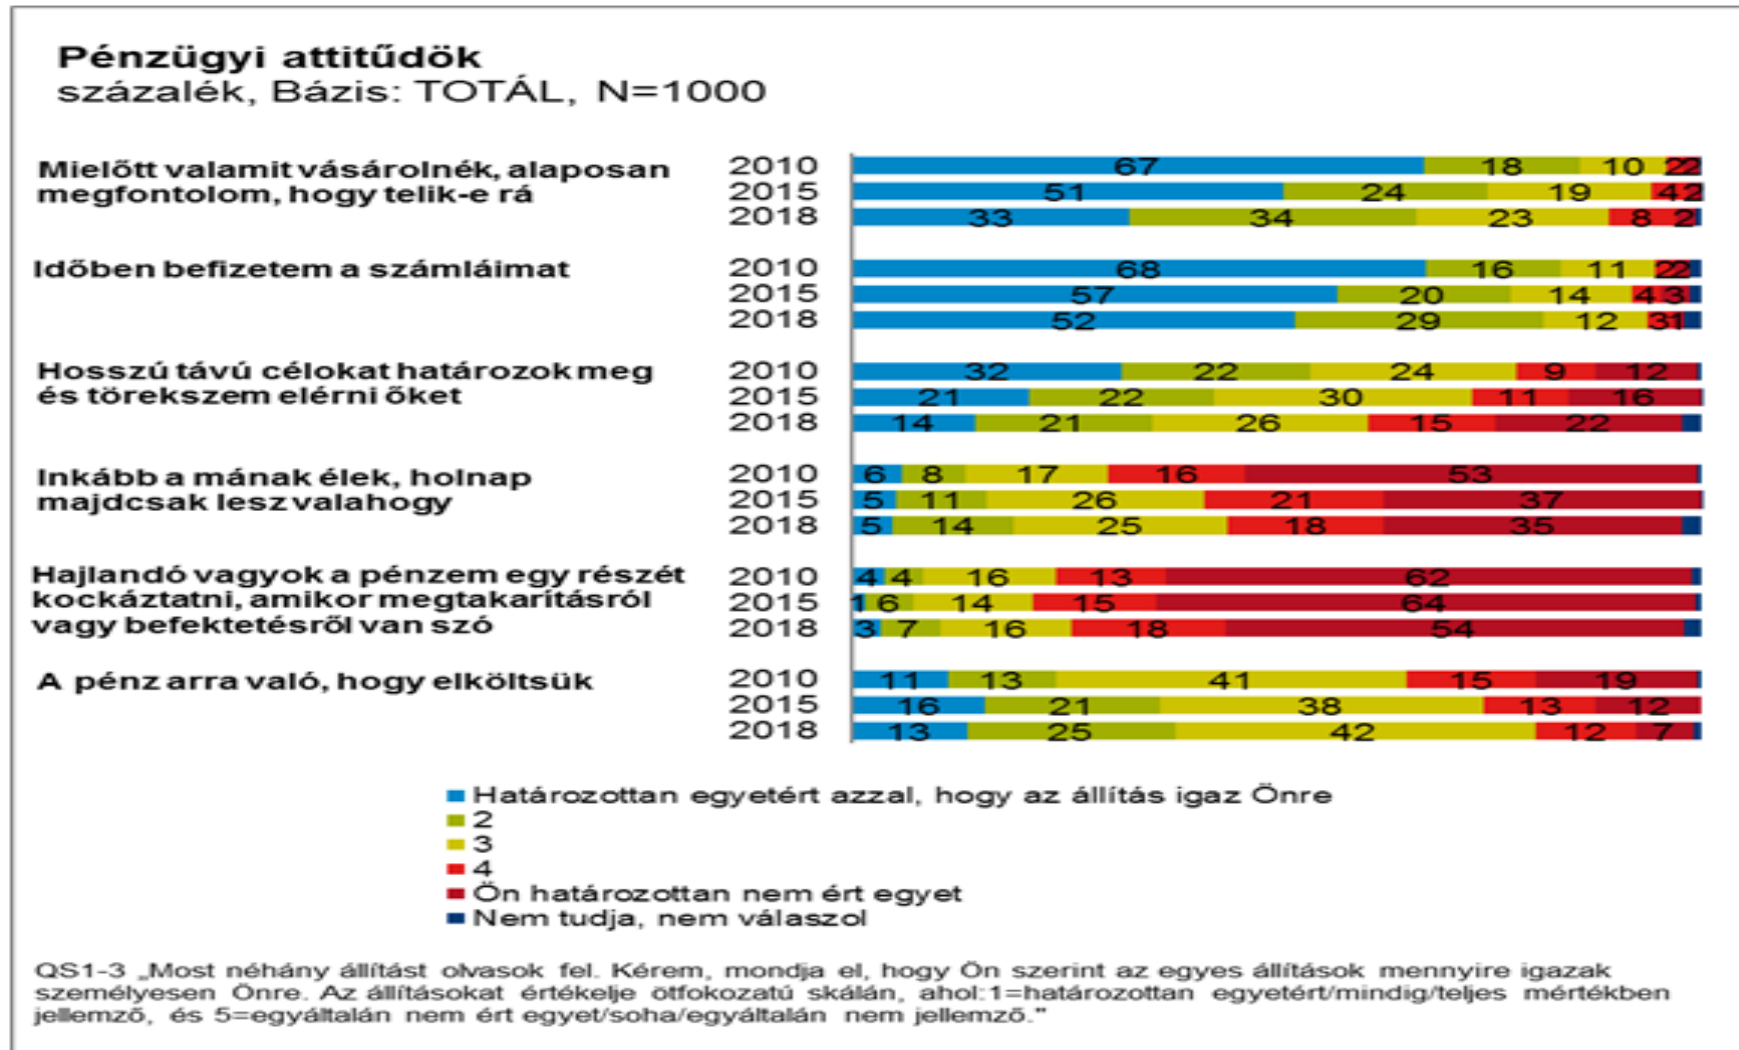 Pénzügyi attitűdök
százalék, Bázis: TOTÁL, N=1000
Mielőtt valamit vásárolnék, alaposan
megfontolom, hogy telik-e rá
2010 67 18 10 2 2
2015 51 24 19 4 2
2018 33 34 23 8 2
Időben befizetem a számláimat
2010 68 16 11 2 2
2015 57 20 14 4 3
2018 52 29 12 3 1
Hosszú távú célokat határozok meg
és törekszem elérni őket
2010 32 22 24 9 12
2015 21 22 30 11 16
2018 14 21 26 15 22
Inkább a mának élek, holnap
majdcsak lesz valahogy
2010 6 8 17 16 53
2015 5 11 26 21 37
2018 5 14 25 18 35
Hajlandó vagyok a pénzem egy részét
kockáztatni, amikor megtakarításról
vagy befektetésről van szó
2010 4 4 16 13 62
2015 1 6 14 15 64
2018 3 7 16 18 54
A pénz arra való, hogy elköltsük
2010 11 13 41 15 19
2015 16 21 38 13 12
2018 13 25 42 12 7
Határozottan egyetért azzal, hogy az állítás igaz Önre
2
3
4
Ön határozottan nem ért egyet
Nem tudja, nem válaszol
QS1-3 „Most néhány állítást olvasok fel. Kérem, mondja el, hogy Ön szerint az egyes állítások mennyire igazak
személyesen Önre. Az állításokat értékelje ötfokozatú skálán, ahol:1=határozottan egyetért/mindig/teljes mértékben
jellemző, és 5=egyáltalán nem ért egyet/soha/egyáltalán nem jellemző."